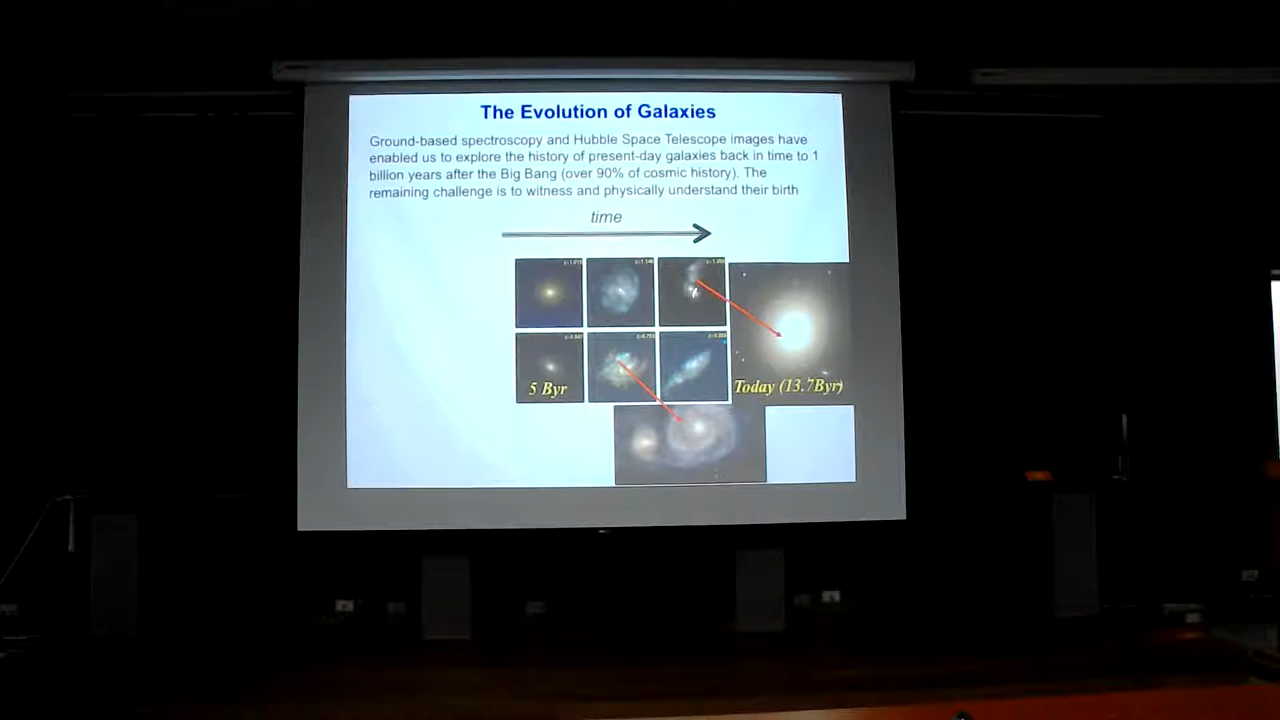 The Evolution of Galaxies
Ground-based spectroscopy and Hubble Space Telescope images have
enabled us to explore the history of present-day galaxies back in time to 1
billion years after the Big Bang (over 90% of cosmic history). The
remaining challenge is to witness and physically understand their birth
time
5 Byr
Today (13.7Byr)